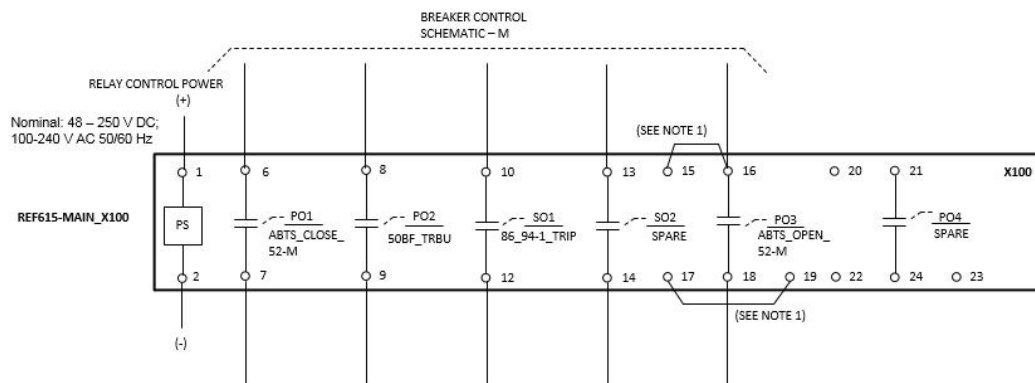 BREAKER CONTROL
SCHEMATIC – M
RELAY CONTROL POWER
(+)
Nominal: 48 – 250 V DC;
100-240 V AC 50/60 Hz
(SEE NOTE 1)
1 6 8 10 13 15 16 20 21 X100
REF615-MAIN_X100
PS
PO1
ABTS_CLOSE_
52-M
PO2
50BF_TRBU
SO1
86_94-1_TRIP
SO2
SPARE
PO3
ABTS_OPEN_
52-M
PO4
SPARE
2 7 9 12 14 17 18 19 22 24 23
(SEE NOTE 1)
(-)